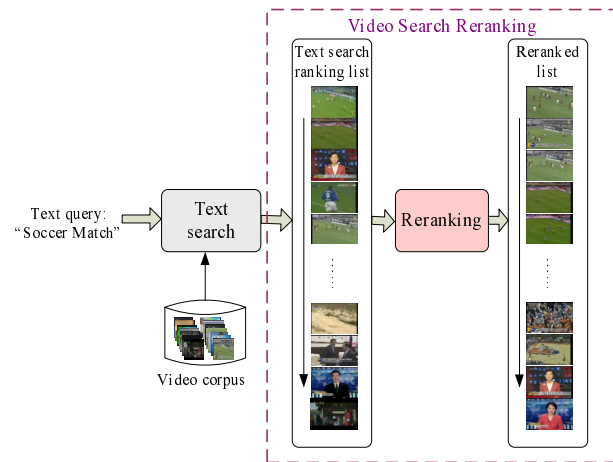 Video Search Reranking
Text search
ranking list
Reranked
list
Text query:
“Soccer Match”
Text
search
Reranking
Video corpus